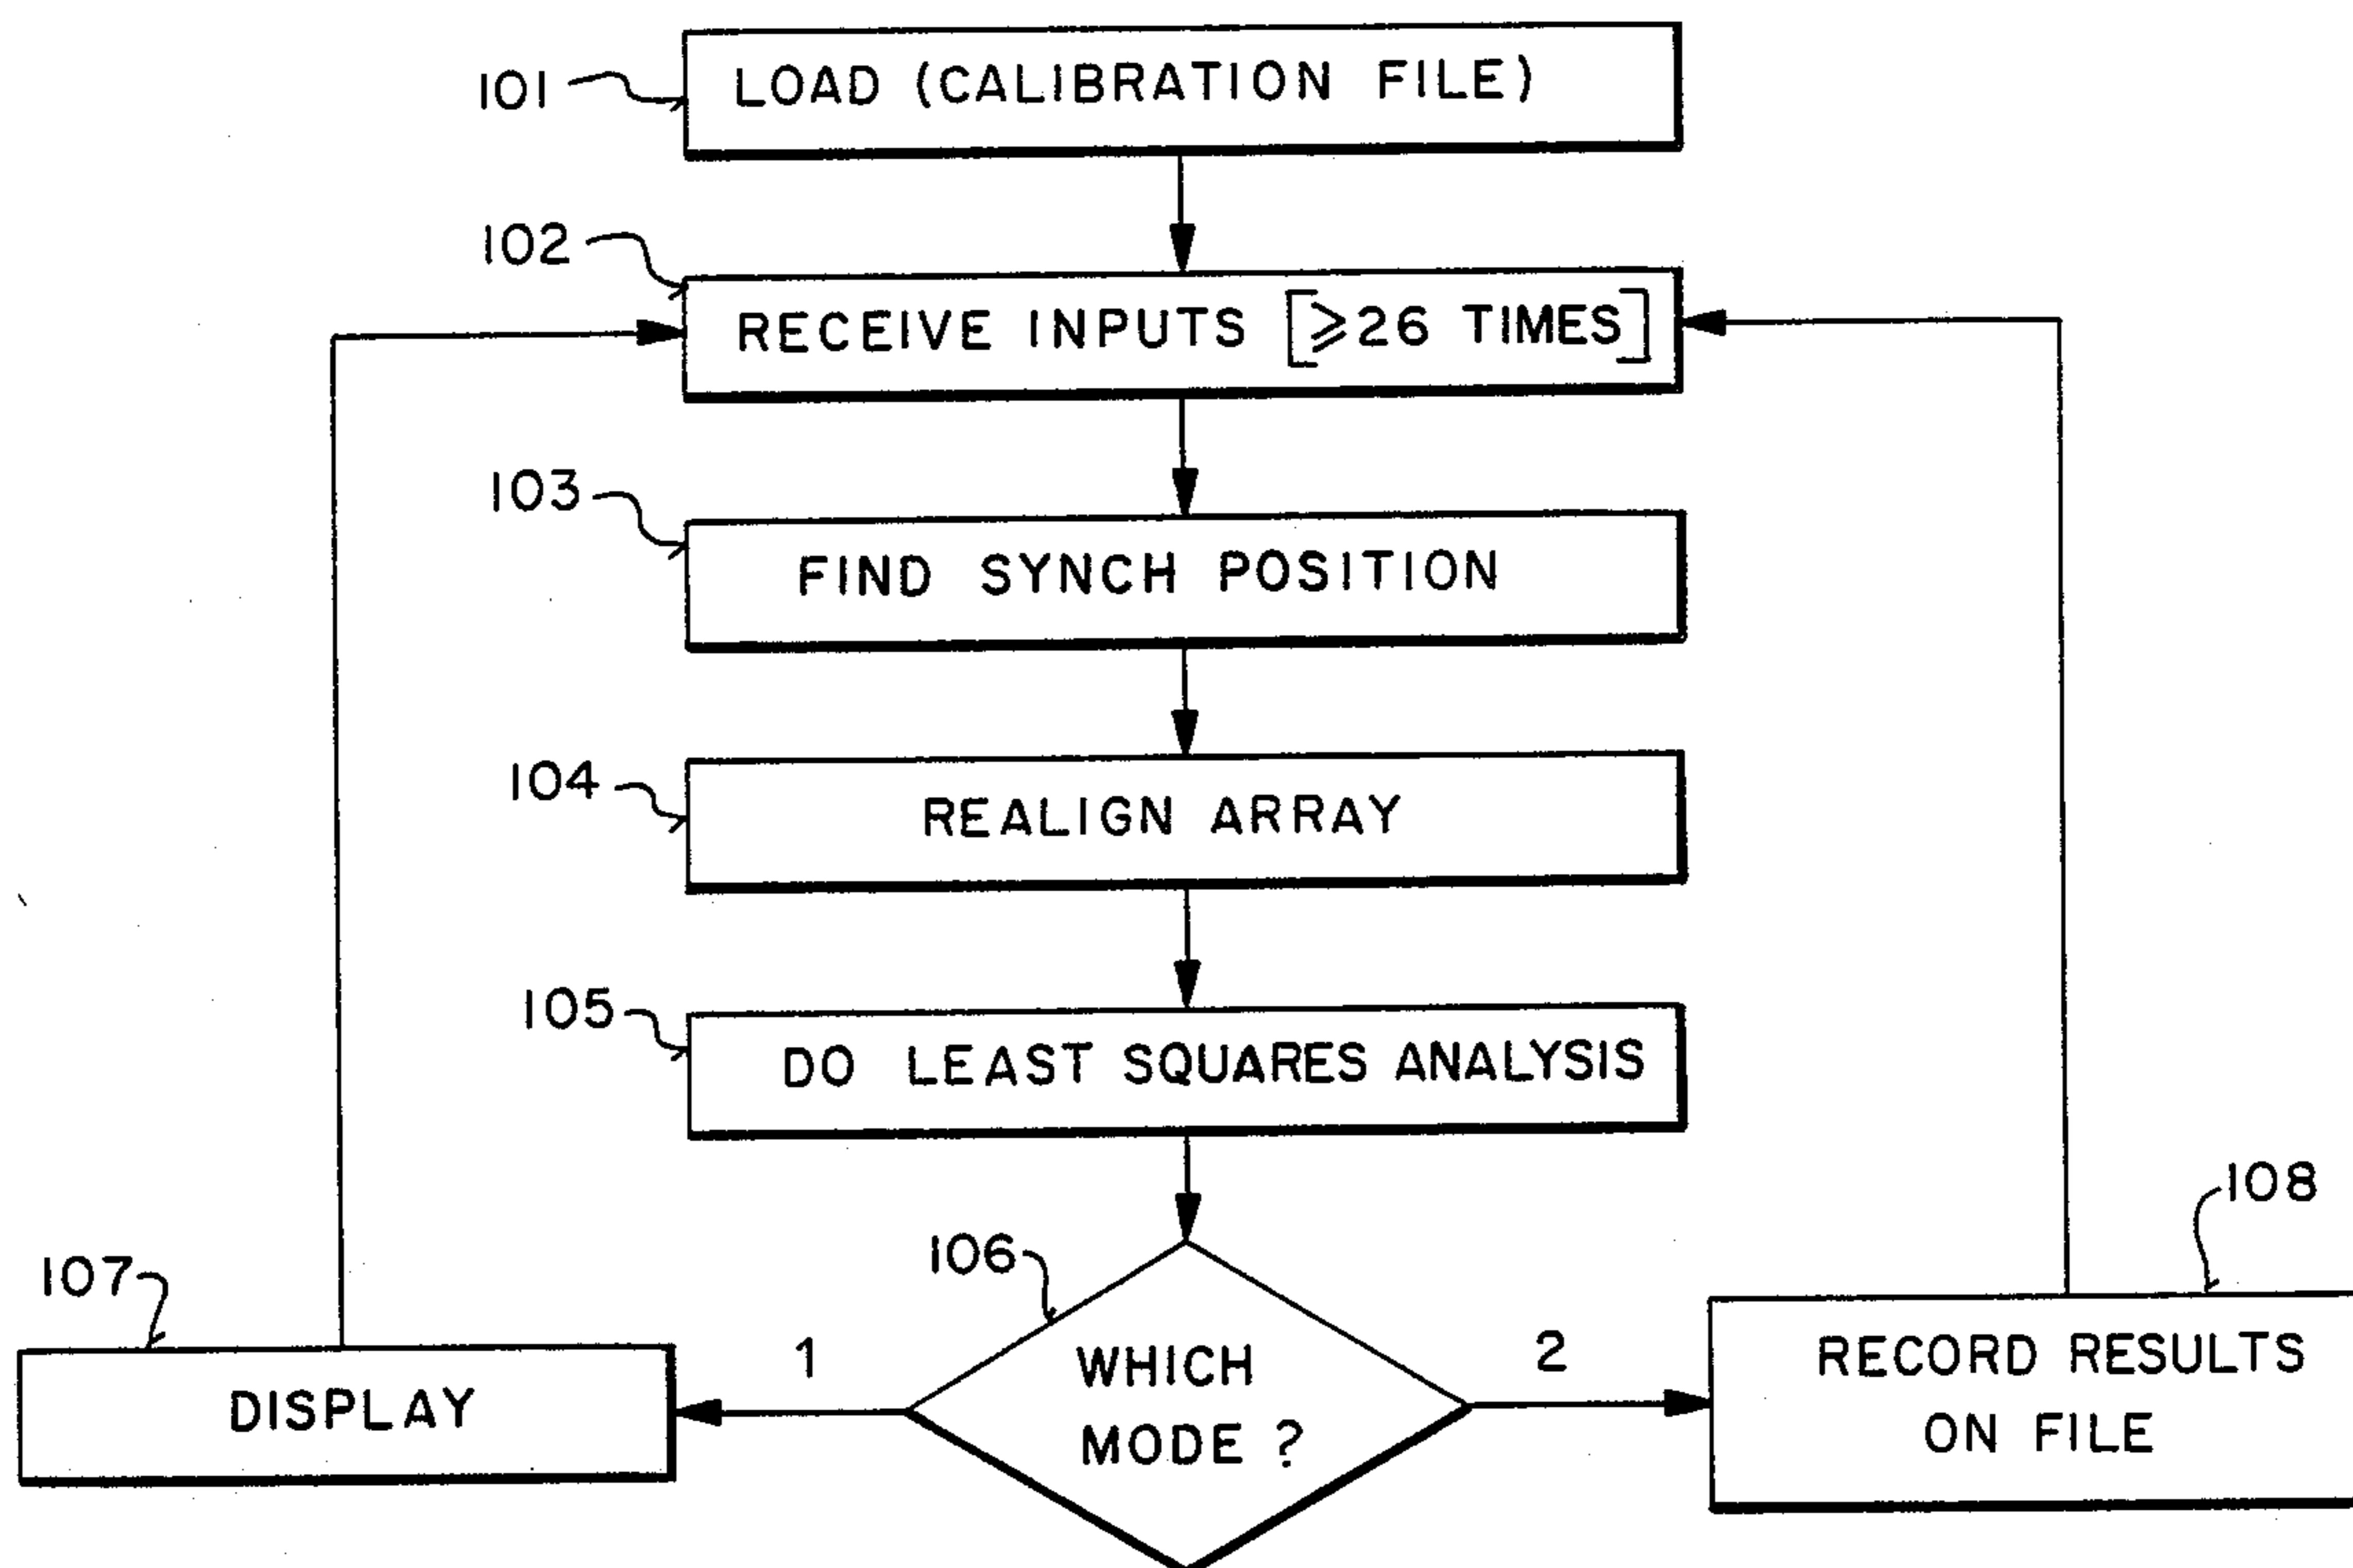 101
LOAD (CALIBRATION FILE)
102
RECEIVE INPUTS [⩾26 TIMES]
103
FIND SYNCH POSITION
104
REALIGN ARRAY
105
DO LEAST SQUARES ANALYSIS
106
WHICH
MODE ?
1
2
107
DISPLAY
108
RECORD RESULTS
ON FILE